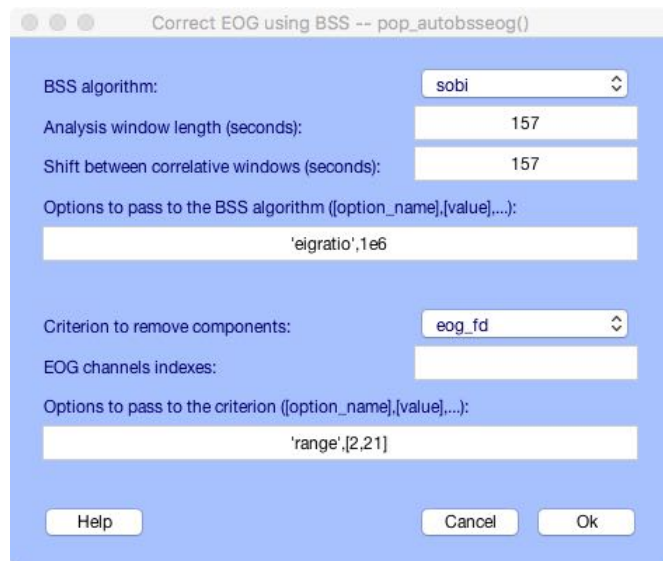 Correct EOG using BSS -- pop_autobsseog()
BSS algorithm: sobi
Analysis window length (seconds): 157
Shift between correlative windows (seconds): 157
Options to pass to the BSS algorithm ([option_name],[value],...):
'eigratio',1e6
Criterion to remove components: eog_fd
EOG channels indexes:
Options to pass to the criterion ([option_name],[value],...):
'range',[2,21]
Help Cancel Ok